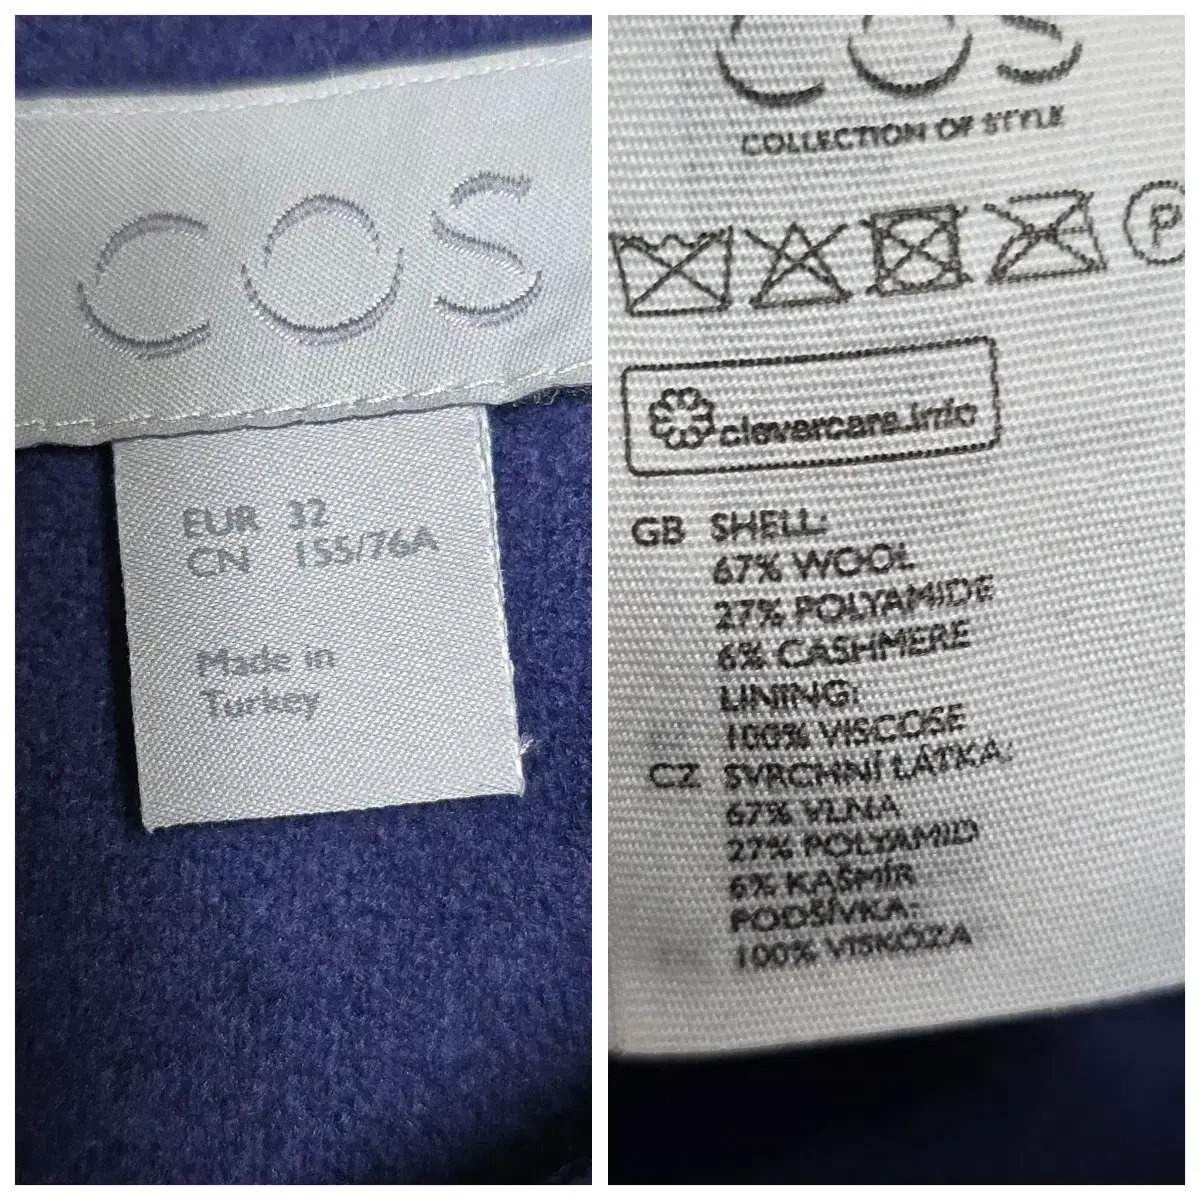 COS
EUR 32
CN 155/76A
Made in
Turkey
COS
COLLECTION OF STYLE
P
clevercare.info
GB SHELL:
67% WOOL
27% POLYAMIDE
6% CASHMERE
LINING:
100% VISCOSE
CZ SVRCHNÍ LÁTKA:
67% VLNA
27% POLYAMID
6% KAŠMÍR
PODŠÍVKA:
100% VISKÓZA